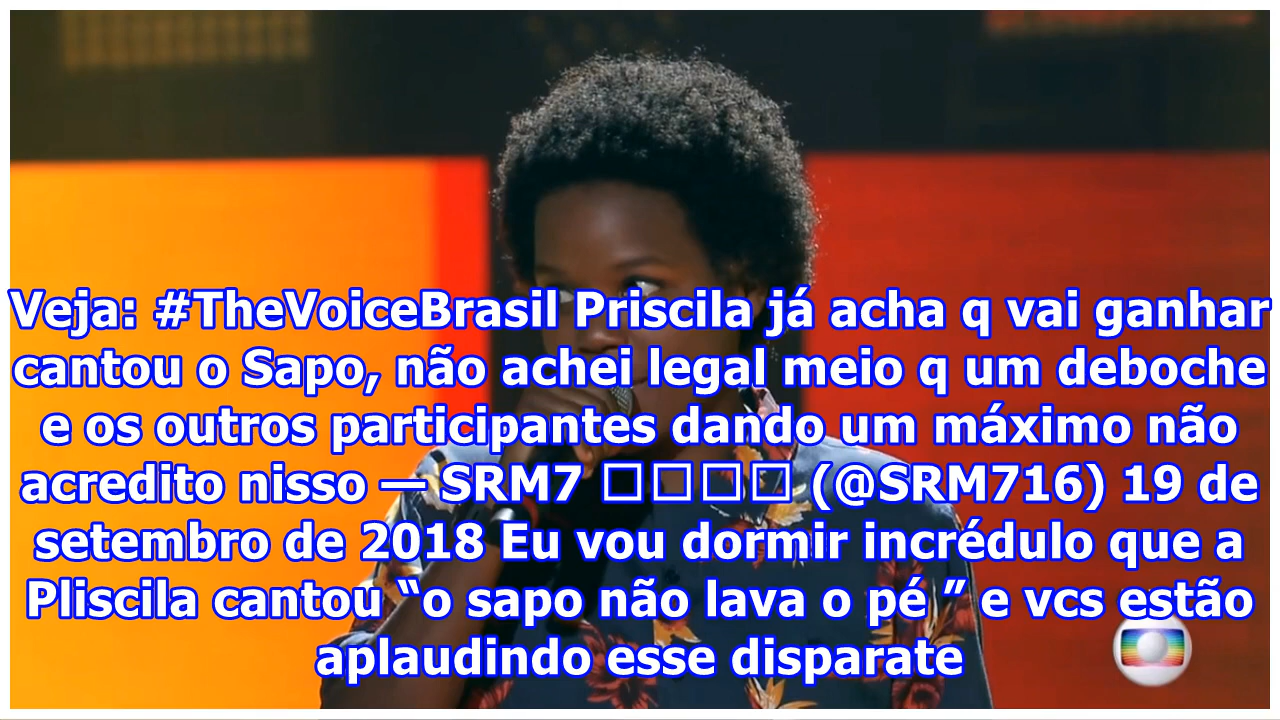 Veja: #TheVoiceBrasil Priscila já acha q vai ganhar
cantou o Sapo, não achei legal meio q um deboche
e os outros participantes dando um máximo não
acredito nisso — SRM7 □□□□ (@SRM716) 19 de
setembro de 2018 Eu vou dormir incrédulo que a
Pliscila cantou “o sapo não lava o pé ” e vcs estão
aplaudindo esse disparate